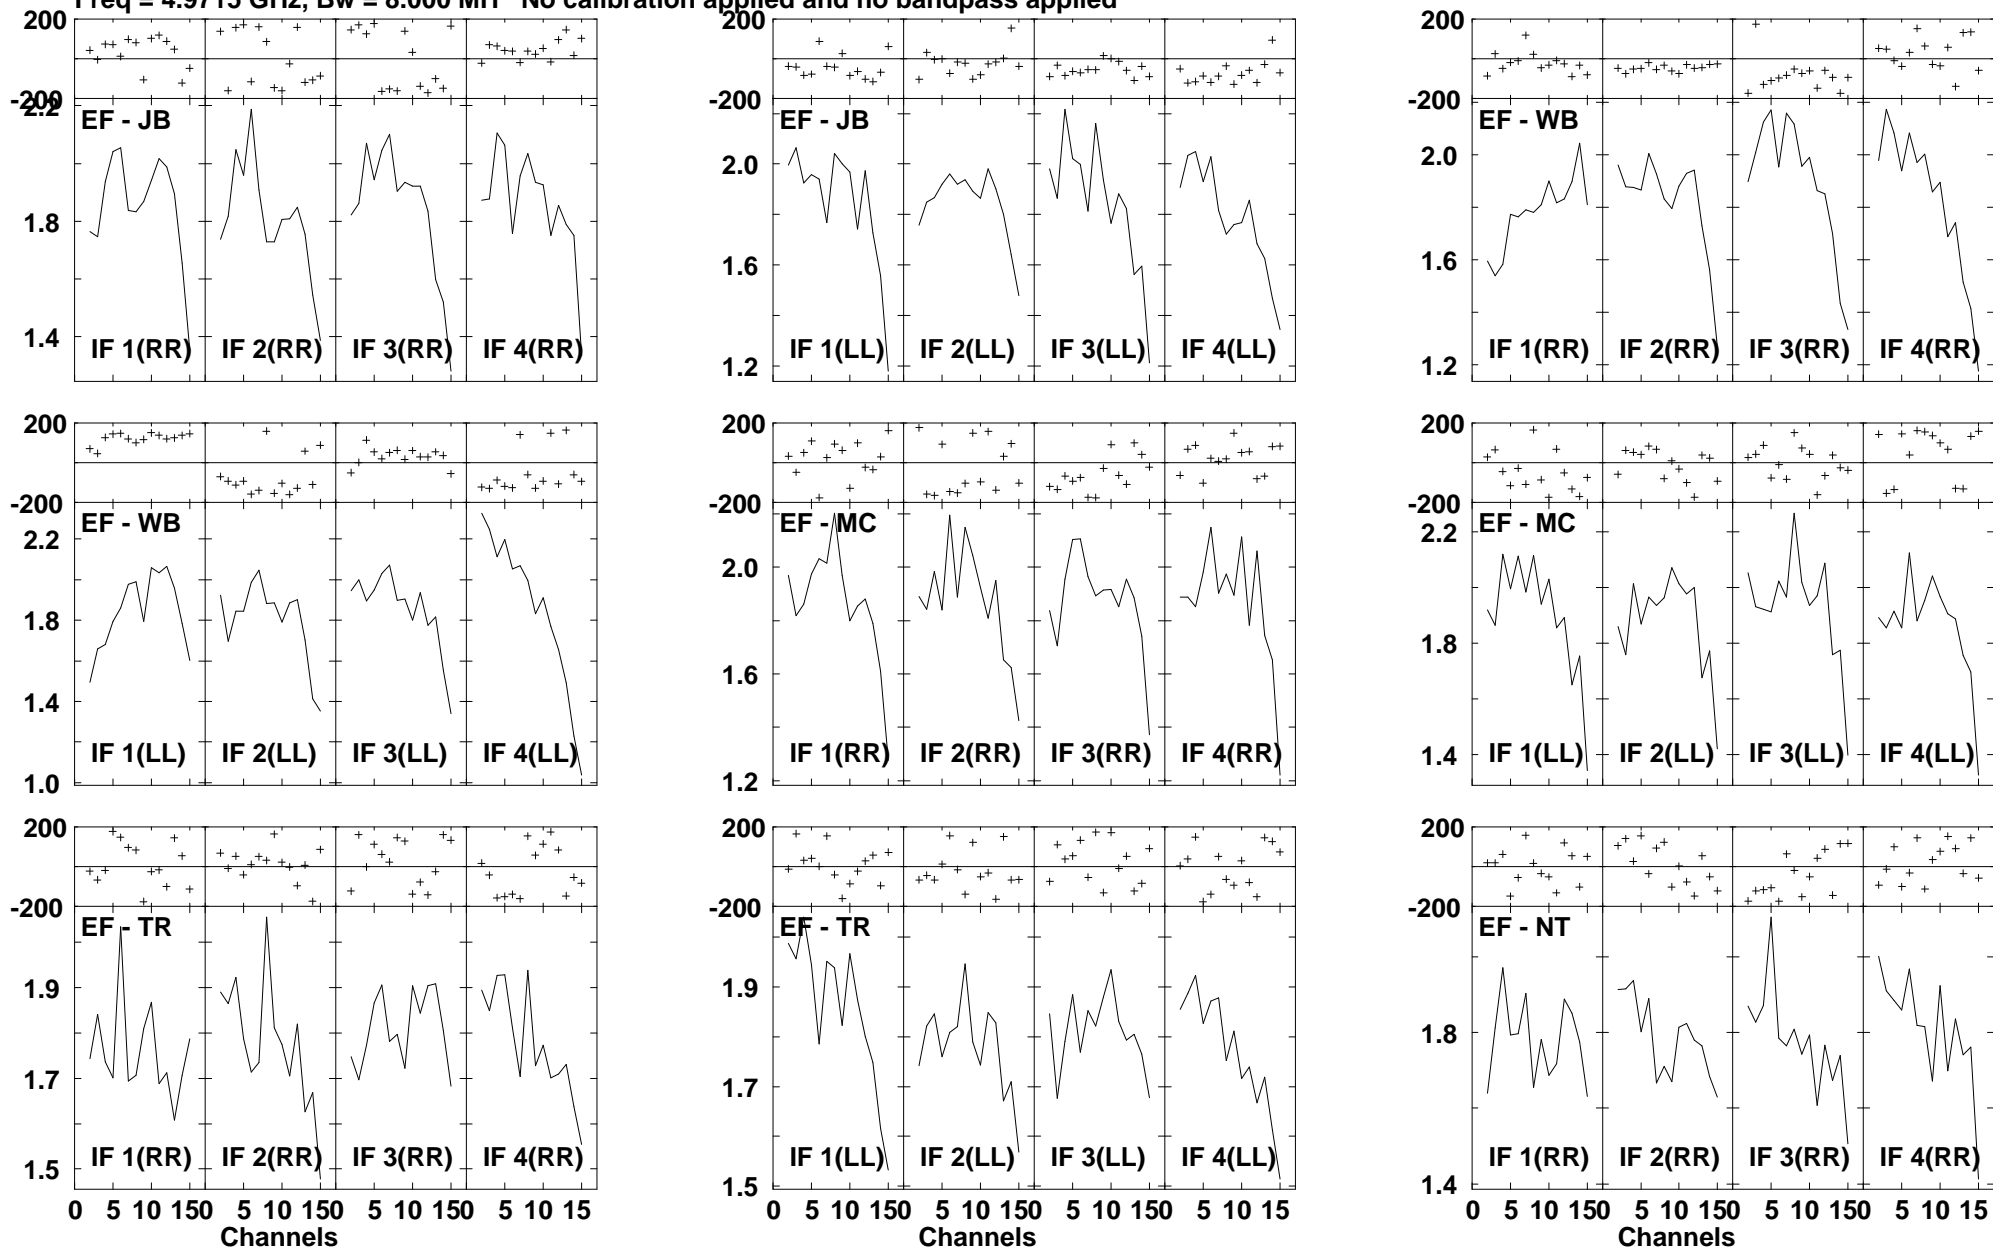 Freq = 4.9715 GHz, Bw = 8.000 MH No calibration applied and no bandpass applied
200 200 200
-200 -200 -200
2.2
EF - JB EF - JB EF - WB
2.0 2.0
1.8
1.6 1.6
1.4
IF 1(RR) IF 2(RR) IF 3(RR) IF 4(RR) IF 1(LL) IF 2(LL) IF 3(LL) IF 4(LL) IF 1(RR) IF 2(RR) IF 3(RR) IF 4(RR)
1.2 1.2
200 200 200
-200 -200 -200
EF - WB EF - MC EF - MC
2.2 2.2
2.0
1.8 1.8
1.6
1.4 1.4
IF 1(LL) IF 2(LL) IF 3(LL) IF 4(LL) IF 1(RR) IF 2(RR) IF 3(RR) IF 4(RR) IF 1(LL) IF 2(LL) IF 3(LL) IF 4(LL)
1.0 1.2
200 200 200
-200 -200 -200
EF - TR EF - TR EF - NT
1.9 1.9
1.8
1.7 1.7
IF 1(RR) IF 2(RR) IF 3(RR) IF 4(RR) IF 1(LL) IF 2(LL) IF 3(LL) IF 4(LL) IF 1(RR) IF 2(RR) IF 3(RR) IF 4(RR)
1.5 1.5 1.4
0 5 10 150 5 10 150 5 10 150 5 10 15 0 5 10 150 5 10 150 5 10 150 5 10 15 0 5 10 150 5 10 150 5 10 150 5 10 15
Channels Channels Channels